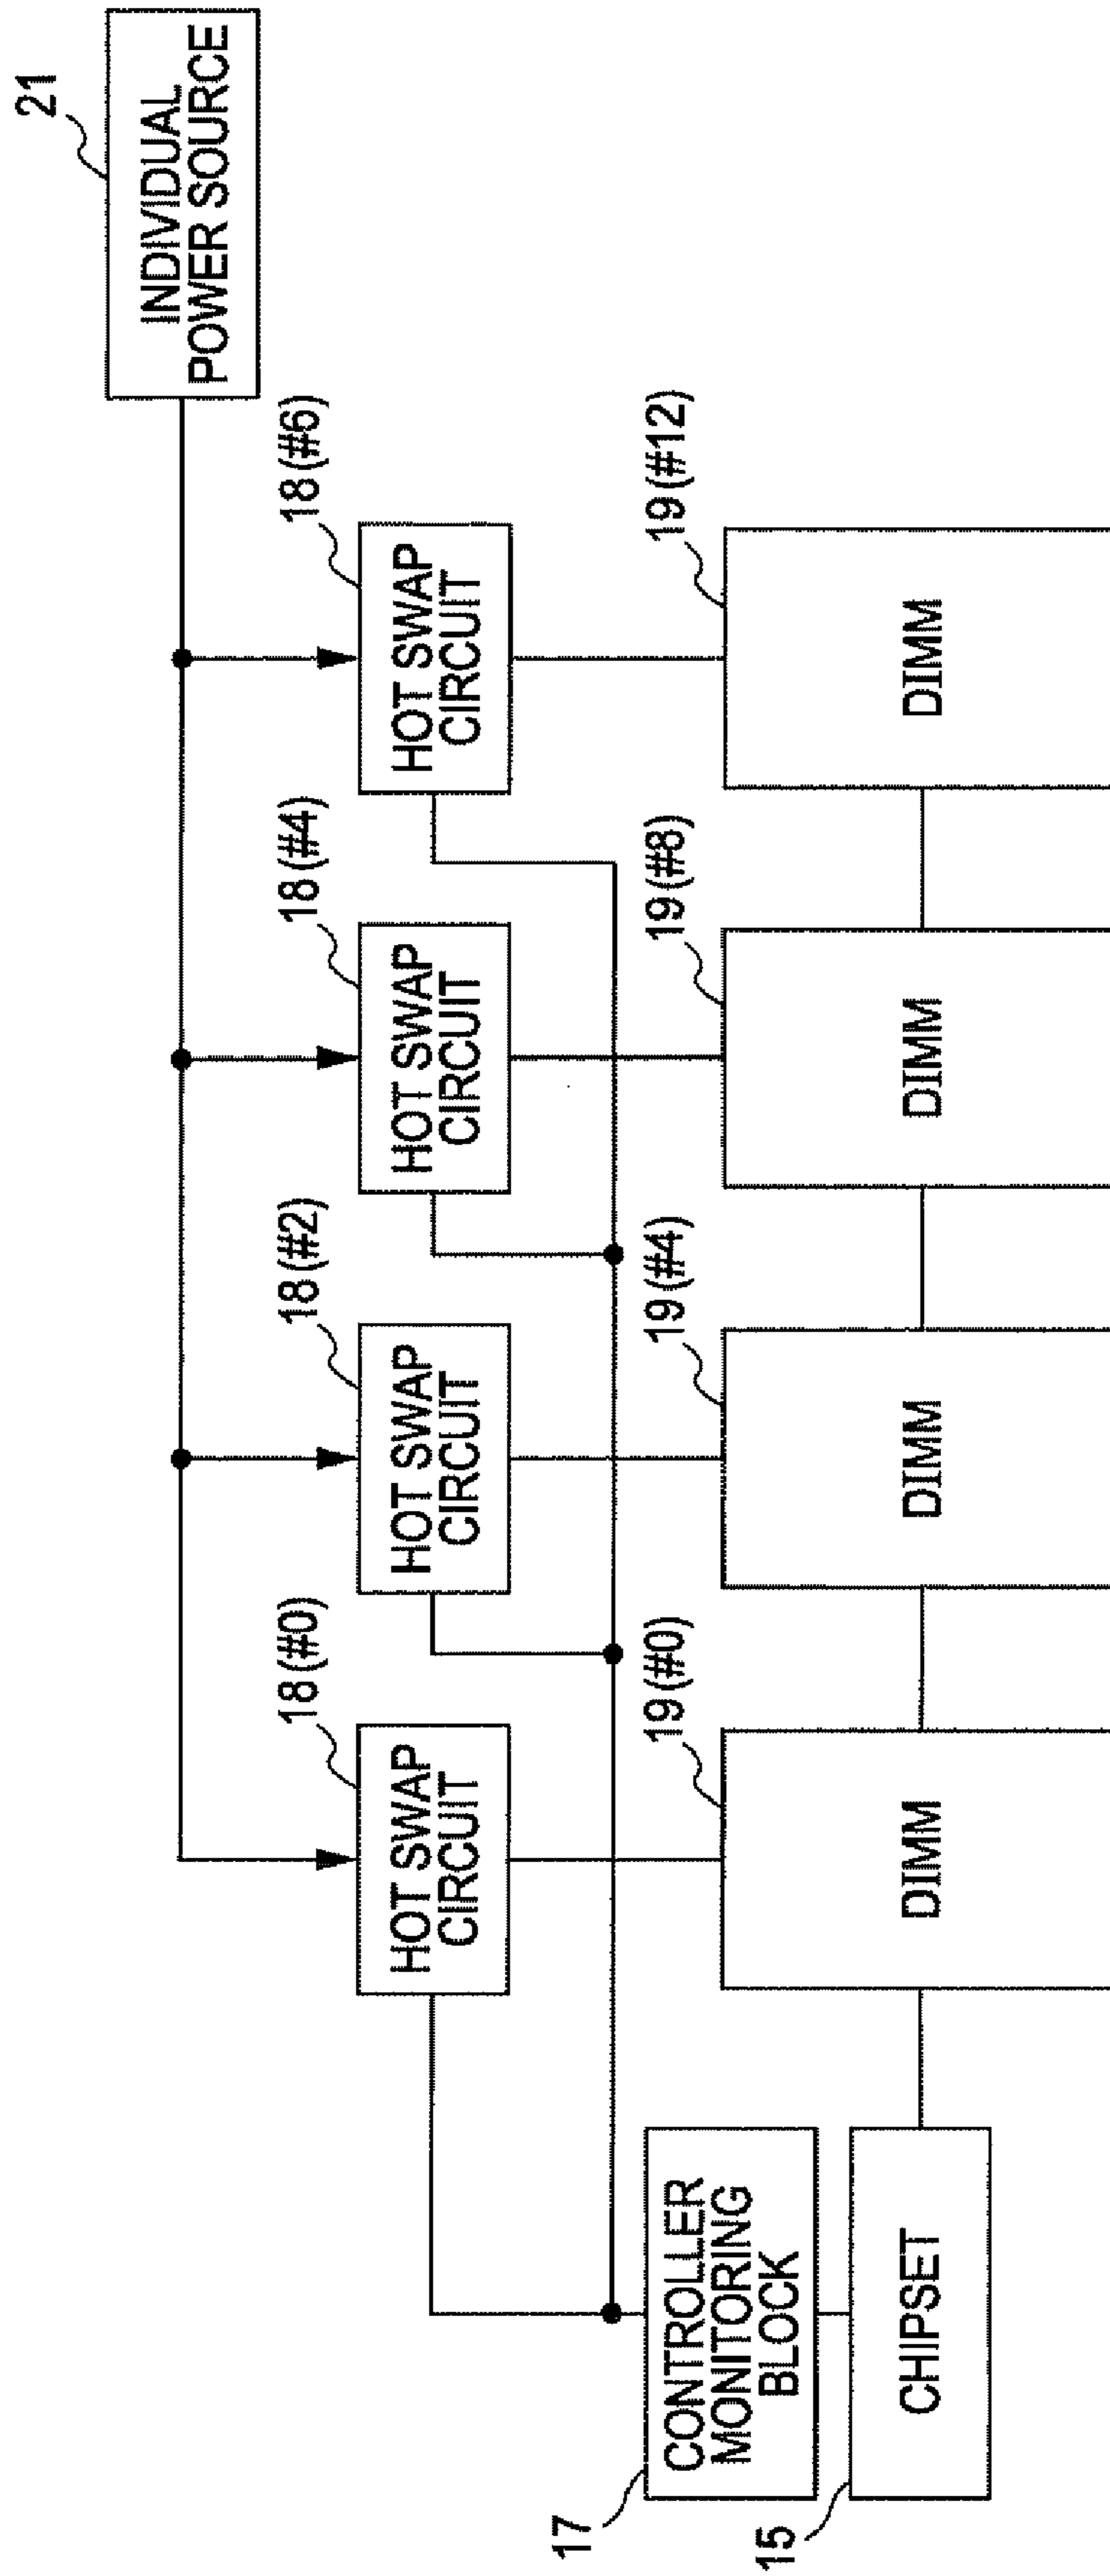 21
INDIVIDUAL
POWER SOURCE
18 (#0)
18 (#2)
18 (#4)
18 (#6)
HOT SWAP
CIRCUIT
HOT SWAP
CIRCUIT
HOT SWAP
CIRCUIT
HOT SWAP
CIRCUIT
17
CONTROLLER
MONITORING
BLOCK
19 (#0)
19 (#4)
19 (#8)
19 (#12)
15
CHIPSET
DIMM
DIMM
DIMM
DIMM